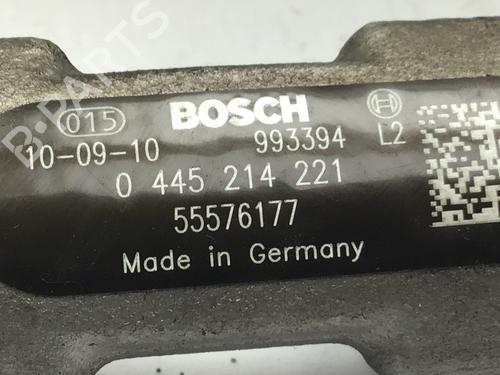 015 BOSCH
10-09-10 993394 L2
0 445 214 221
55576177
Made in Germany
B-PARTS